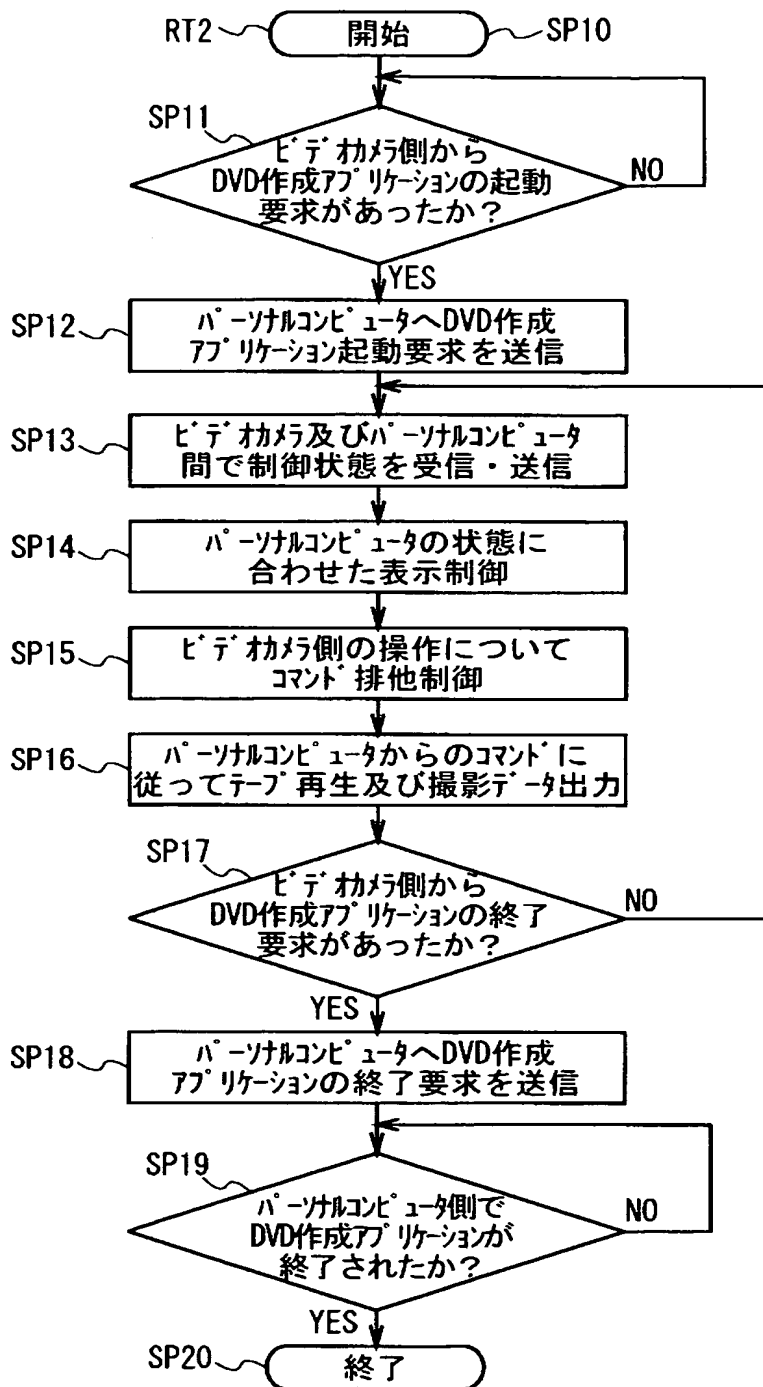 RT2 開始 SP10
SP11
ﾋﾞﾃﾞｵｶﾒﾗ側から
DVD作成ｱﾌﾟﾘｹｰｼｮﾝの起動
要求があったか？
NO
YES
SP12
ﾊﾟｰｿﾅﾙｺﾝﾋﾟｭｰﾀへDVD作成
ｱﾌﾟﾘｹｰｼｮﾝ起動要求を送信
SP13
ﾋﾞﾃﾞｵｶﾒﾗ及びﾊﾟｰｿﾅﾙｺﾝﾋﾟｭｰﾀ
間で制御状態を受信・送信
SP14
ﾊﾟｰｿﾅﾙｺﾝﾋﾟｭｰﾀの状態に
合わせた表示制御
SP15
ﾋﾞﾃﾞｵｶﾒﾗ側の操作について
ｺﾏﾝﾄﾞ排他制御
SP16
ﾊﾟｰｿﾅﾙｺﾝﾋﾟｭｰﾀからのｺﾏﾝﾄﾞに
従ってﾃｰﾌﾟ再生及び撮影ﾃﾞｰﾀ出力
SP17
ﾋﾞﾃﾞｵｶﾒﾗ側から
DVD作成ｱﾌﾟﾘｹｰｼｮﾝの終了
要求があったか？
NO
YES
SP18
ﾊﾟｰｿﾅﾙｺﾝﾋﾟｭｰﾀへDVD作成
ｱﾌﾟﾘｹｰｼｮﾝの終了要求を送信
SP19
ﾊﾟｰｿﾅﾙｺﾝﾋﾟｭｰﾀ側で
DVD作成ｱﾌﾟﾘｹｰｼｮﾝが
終了されたか？
NO
YES
SP20 終了